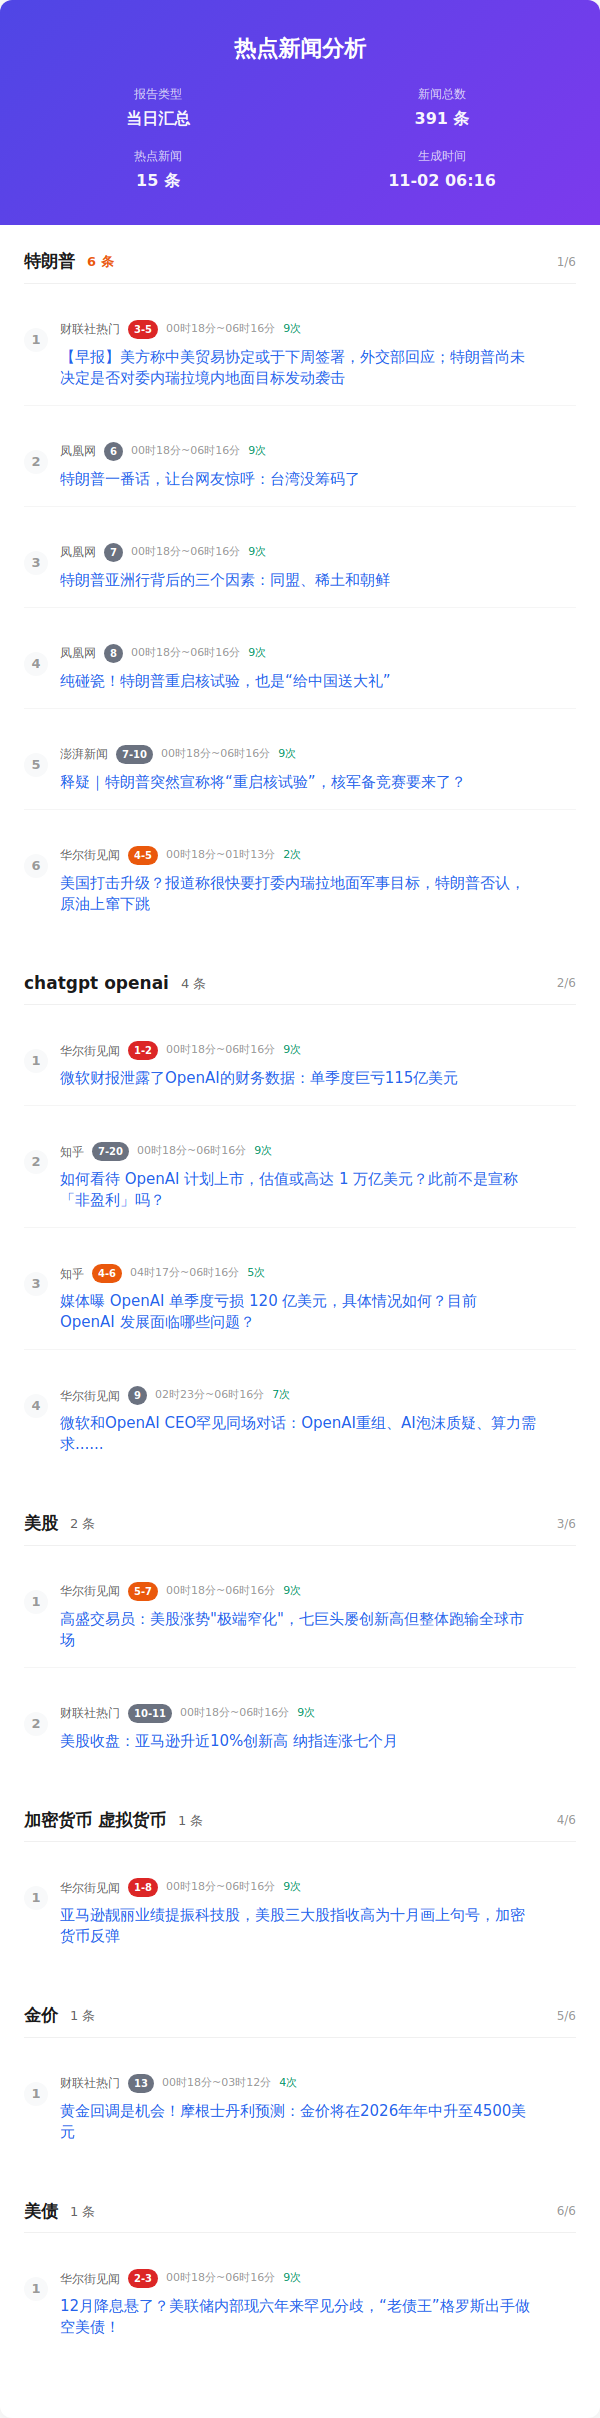 热点新闻分析
报告类型
新闻总数
当日汇总
391 条
热点新闻
生成时间
15 条
11-02 06:16
特朗普 6 条 1/6
1
财联社热门 3-5 00时18分~06时16分 9次
【早报】美方称中美贸易协定或于下周签署，外交部回应；特朗普尚未
决定是否对委内瑞拉境内地面目标发动袭击
2
凤凰网 6 00时18分~06时16分 9次
特朗普一番话，让台网友惊呼：台湾没筹码了
3
凤凰网 7 00时18分~06时16分 9次
特朗普亚洲行背后的三个因素：同盟、稀土和朝鲜
4
凤凰网 8 00时18分~06时16分 9次
纯碰瓷！特朗普重启核试验，也是“给中国送大礼”
5
澎湃新闻 7-10 00时18分~06时16分 9次
释疑｜特朗普突然宣称将“重启核试验”，核军备竞赛要来了？
6
华尔街见闻 4-5 00时18分~01时13分 2次
美国打击升级？报道称很快要打委内瑞拉地面军事目标，特朗普否认，
原油上窜下跳
chatgpt openai 4 条 2/6
1
华尔街见闻 1-2 00时18分~06时16分 9次
微软财报泄露了OpenAI的财务数据：单季度巨亏115亿美元
2
知乎 7-20 00时18分~06时16分 9次
如何看待 OpenAI 计划上市，估值或高达 1 万亿美元？此前不是宣称
「非盈利」吗？
3
知乎 4-6 04时17分~06时16分 5次
媒体曝 OpenAI 单季度亏损 120 亿美元，具体情况如何？目前
OpenAI 发展面临哪些问题？
4
华尔街见闻 9 02时23分~06时16分 7次
微软和OpenAI CEO罕见同场对话：OpenAI重组、AI泡沫质疑、算力需
求……
美股 2 条 3/6
1
华尔街见闻 5-7 00时18分~06时16分 9次
高盛交易员：美股涨势"极端窄化"，七巨头屡创新高但整体跑输全球市
场
2
财联社热门 10-11 00时18分~06时16分 9次
美股收盘：亚马逊升近10%创新高 纳指连涨七个月
加密货币 虚拟货币 1 条 4/6
1
华尔街见闻 1-8 00时18分~06时16分 9次
亚马逊靓丽业绩提振科技股，美股三大股指收高为十月画上句号，加密
货币反弹
金价 1 条 5/6
1
财联社热门 13 00时18分~03时12分 4次
黄金回调是机会！摩根士丹利预测：金价将在2026年年中升至4500美
元
美债 1 条 6/6
1
华尔街见闻 2-3 00时18分~06时16分 9次
12月降息悬了？美联储内部现六年来罕见分歧，“老债王”格罗斯出手做
空美债！